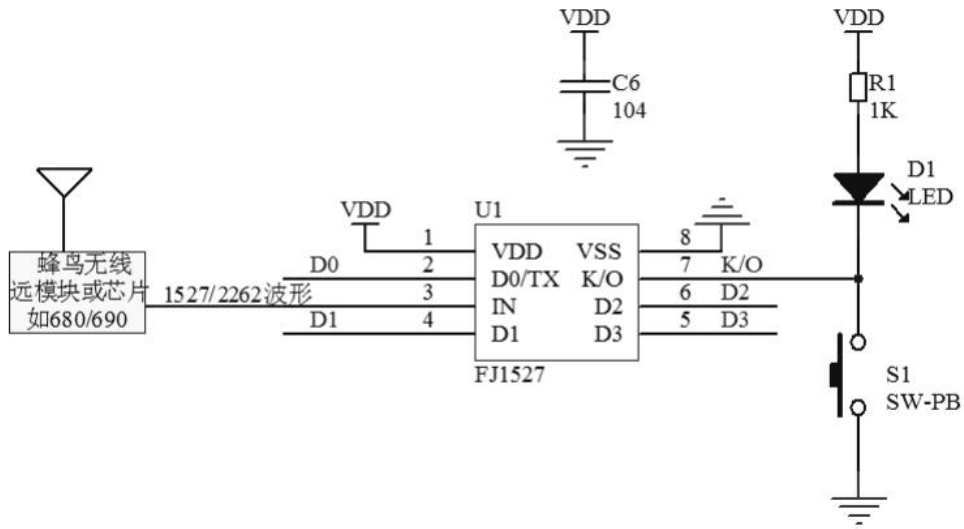 VDD
VDD
C6
104
R1
1K
D1
LED
VDD
U1
1
VDD
VSS
8
D0
2
D0/TX
K/O
7
K/O
蜂鸟无线
远模块或芯片
如680/690
1527/2262波形
3
IN
D2
6
D2
D1
4
D1
D3
5
D3
FJ1527
S1
SW-PB